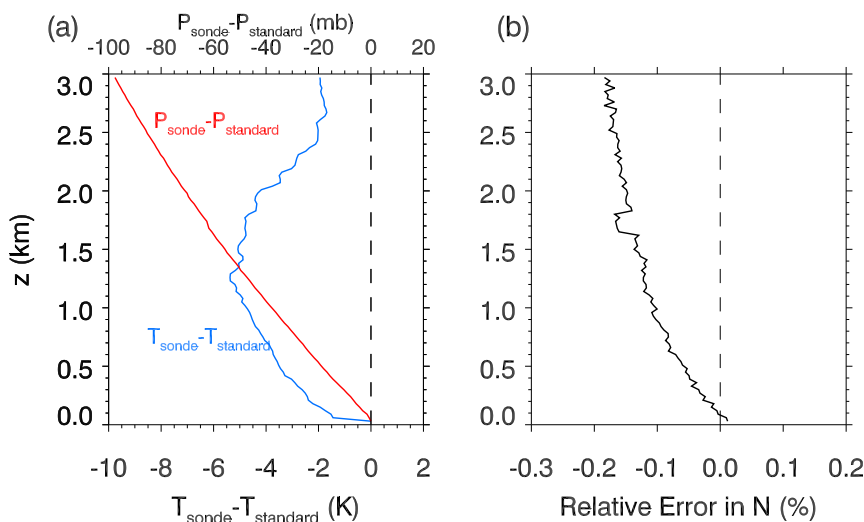 (a) P_sonde-P_standard (mb) (b)
-100 -80 -60 -40 -20 0 20
3.0 3.0
P_sonde-P_standard
2.5 2.5
2.0 2.0
z (km)
1.5 1.5
1.0 1.0
T_sonde-T_standard
0.5 0.5
0.0 0.0
-10 -8 -6 -4 -2 0 2 -0.3 -0.2 -0.1 0.0 0.1 0.2
T_sonde-T_standard (K) Relative Error in N (%)